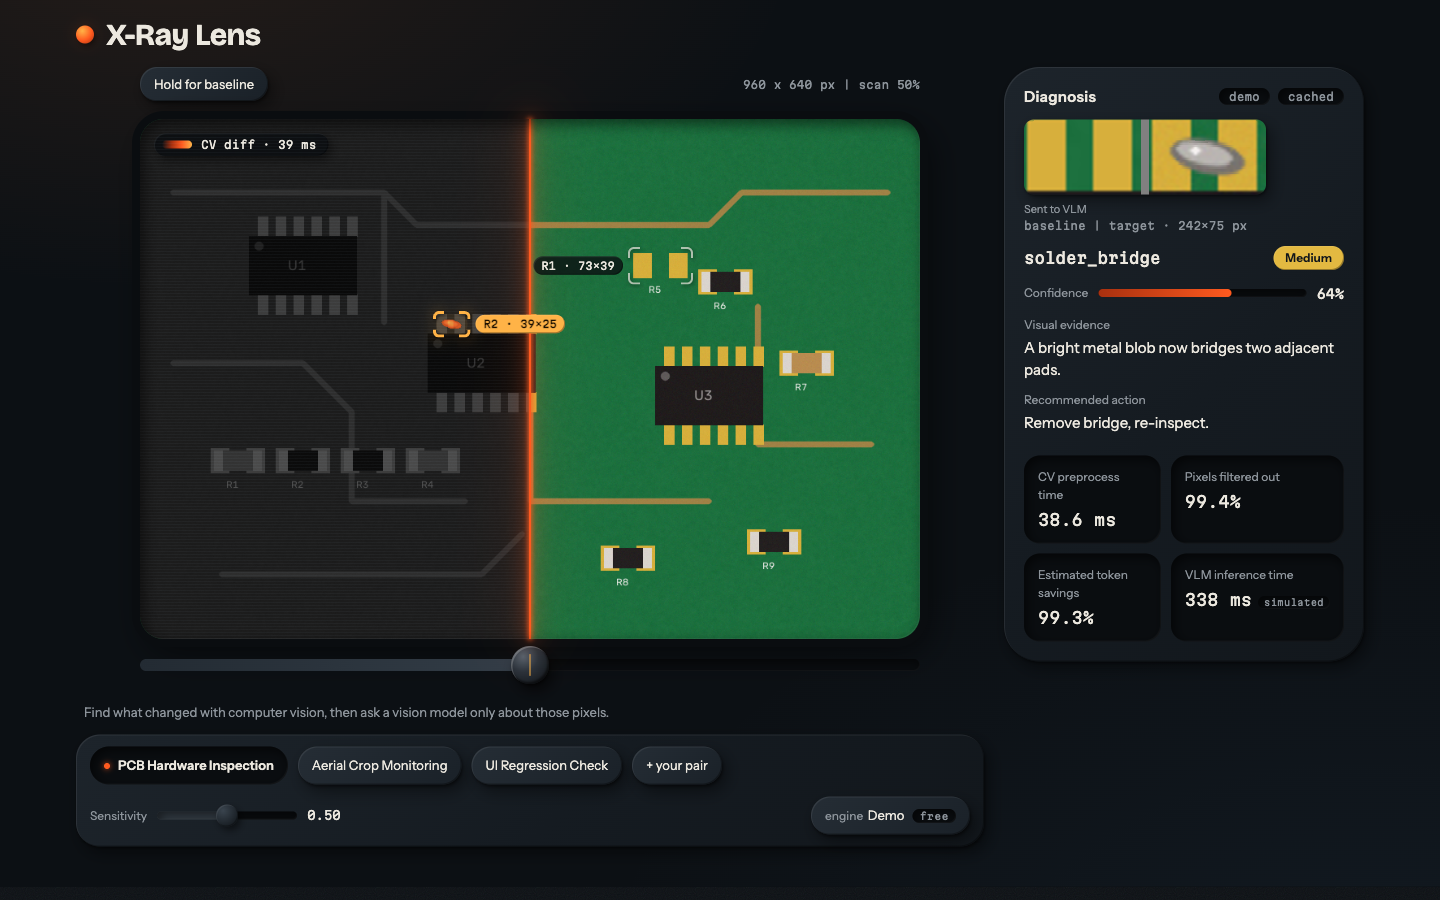 X-Ray Lens
Hold for baseline
960 x 640 px | scan 50%
CV diff · 39 ms
U1
R1 · 73×39
R5
R6
R2 · 39×25
U2
U3
R7
R1
R2
R3
R4
R8
R9
Find what changed with computer vision, then ask a vision model only about those pixels.
PCB Hardware Inspection
Aerial Crop Monitoring
UI Regression Check
+ your pair
Sensitivity
0.50
engine Demo free
Diagnosis
demo
cached
Sent to VLM
baseline | target · 242×75 px
solder_bridge
Medium
Confidence
64%
Visual evidence
A bright metal blob now bridges two adjacent
pads.
Recommended action
Remove bridge, re-inspect.
CV preprocess
time
38.6 ms
Pixels filtered out
99.4%
Estimated token
savings
99.3%
VLM inference time
338 ms simulated